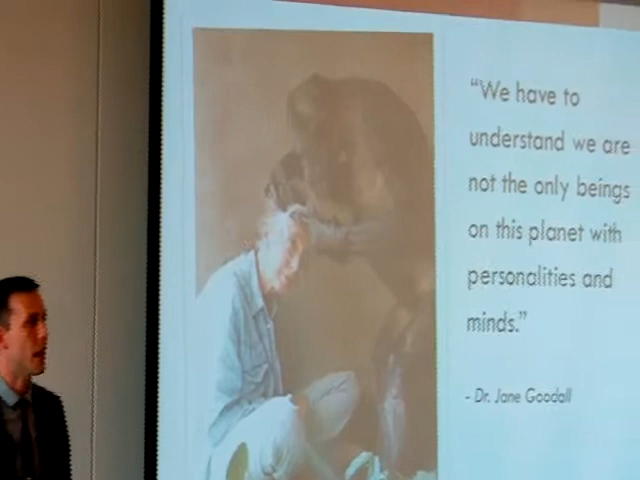 “We have to
understand we are
not the only beings
on this planet with
personalities and
minds.”
- Dr. Jane Goodall